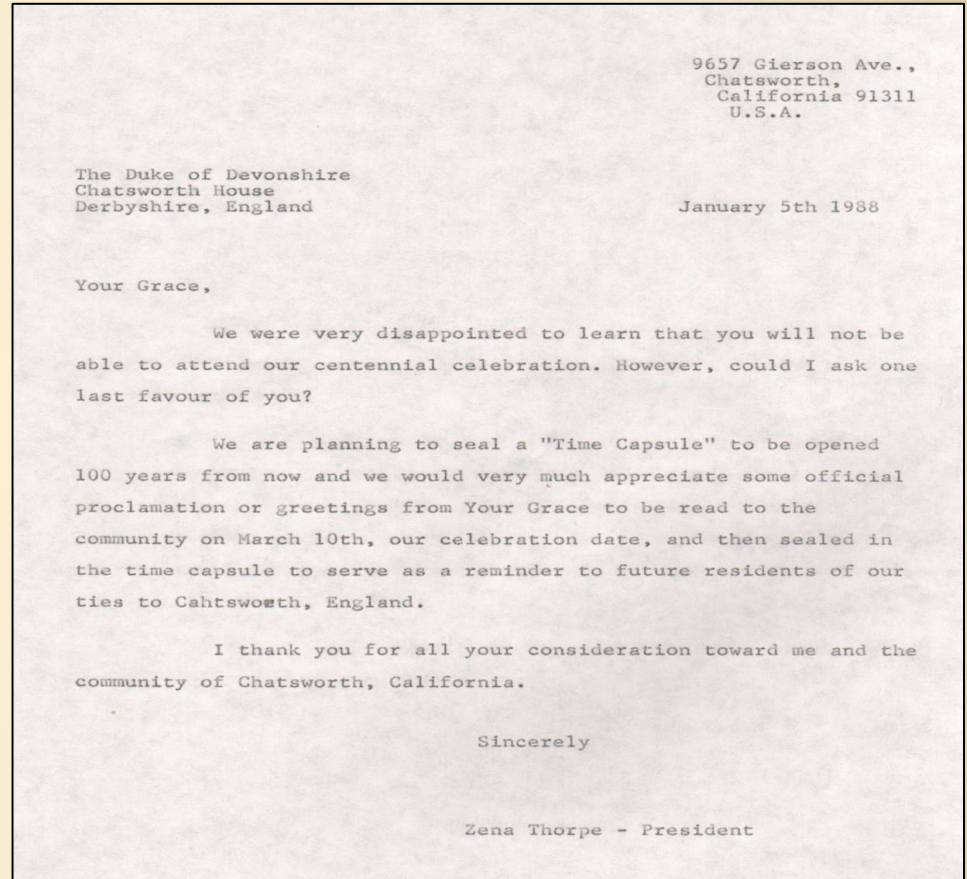 9657 Gierson Ave.,
Chatsworth,
California 91311
U.S.A.
The Duke of Devonshire
Chatsworth House
Derbyshire, England
January 5th 1988
Your Grace,
We were very disappointed to learn that you will not be
able to attend our centennial celebration. However, could I ask one
last favour of you?
We are planning to seal a "Time Capsule" to be opened
100 years from now and we would very much appreciate some official
proclamation or greetings from Your Grace to be read to the
community on March 10th, our celebration date, and then sealed in
the time capsule to serve as a reminder to future residents of our
ties to Cahtsworth, England.
I thank you for all your consideration toward me and the
community of Chatsworth, California.
Sincerely
Zena Thorpe - President